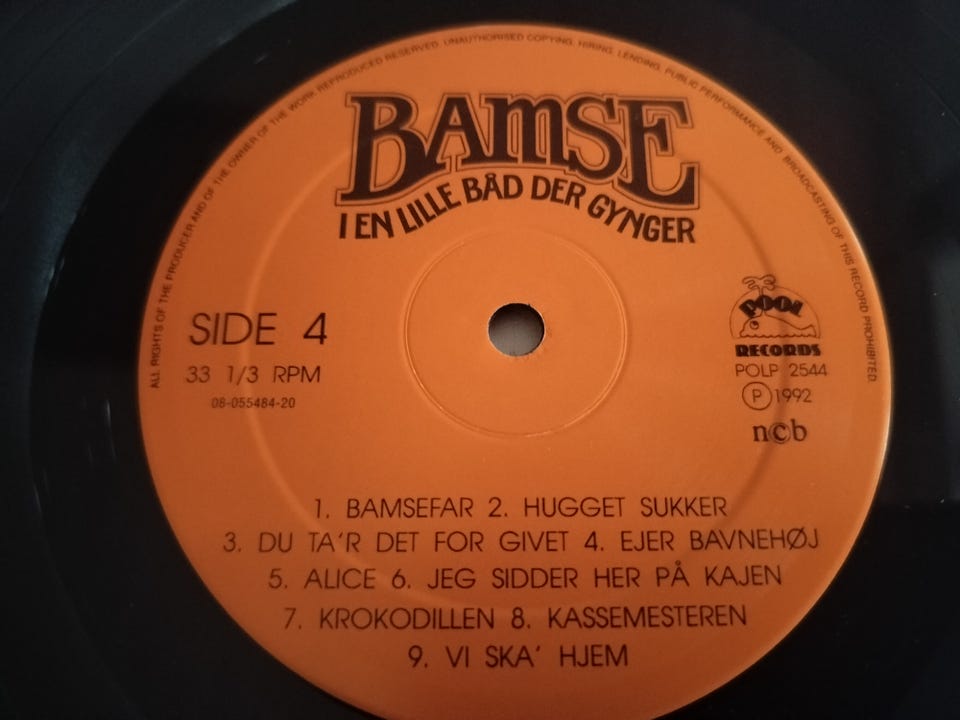 ALL RIGHTS OF THE PRODUCER AND OF THE OWNER OF THE WORK REPRODUCED RESERVED. UNAUTHORISED COPYING, HIRING, LENDING, PUBLIC PERFORMANCE AND BROADCASTING OF THIS RECORD PROHIBITED.
BAMSE
I EN LILLE BÅD DER GYNGER
SIDE 4
33 1/3 RPM
08-055484-20
POOL
RECORDS
POLP 2544
Ⓟ 1992
n©b
1. BAMSEFAR 2. HUGGET SUKKER
3. DU TA'R DET FOR GIVET 4. EJER BAVNEHØJ
5. ALICE 6. JEG SIDDER HER PÅ KAJEN
7. KROKODILLEN 8. KASSEMESTEREN
9. VI SKA' HJEM